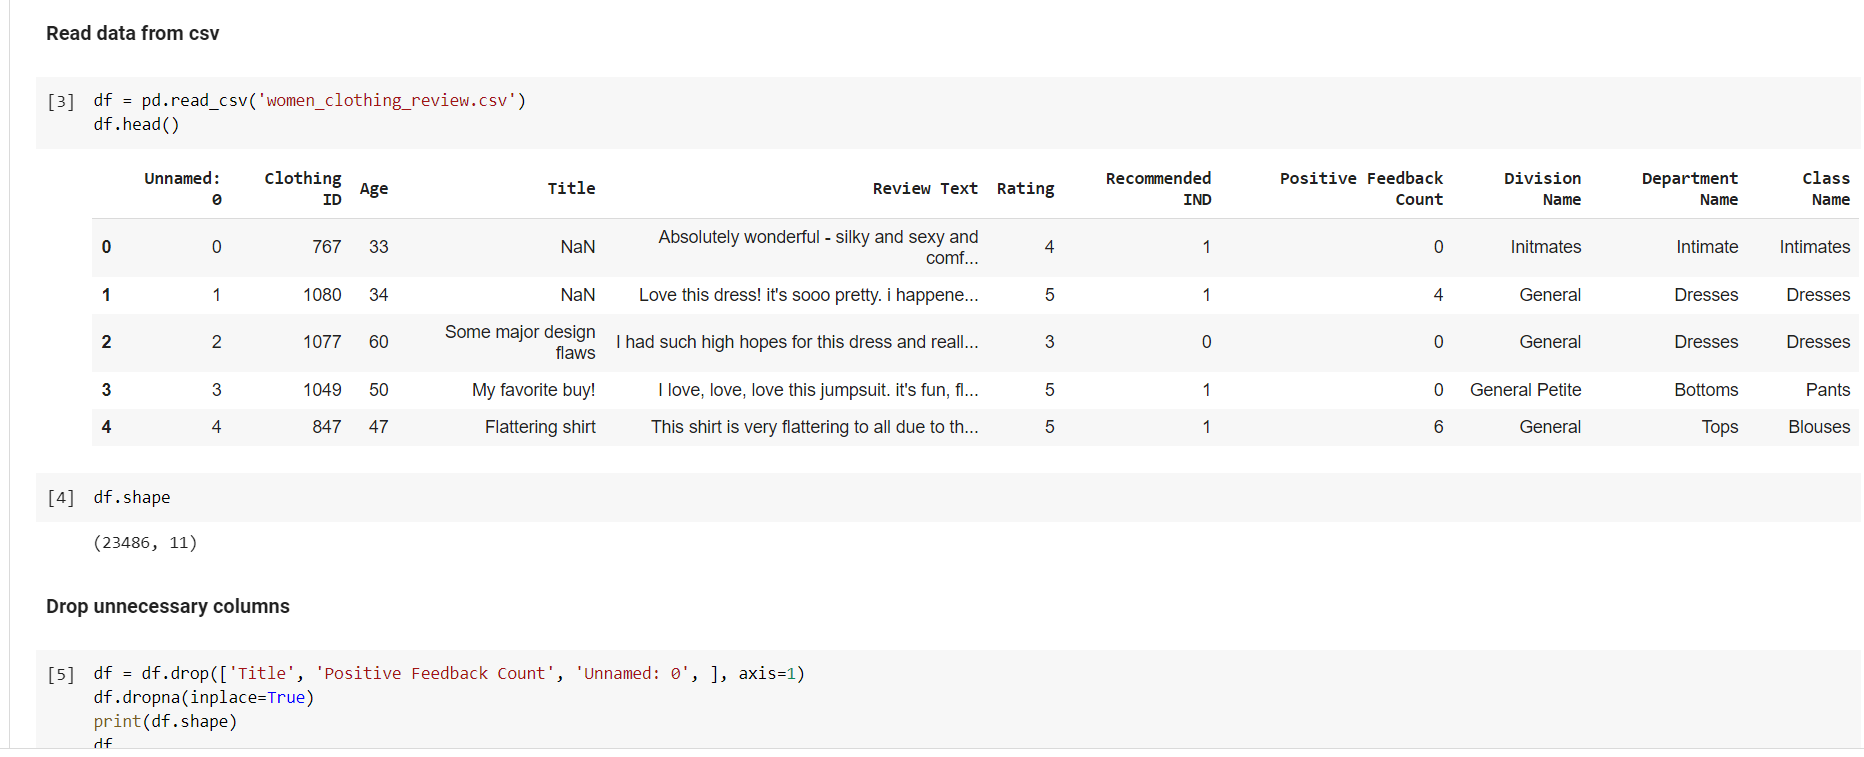 Read data from csv
[3] df = pd.read_csv('women_clothing_review.csv')
df.head()
Unnamed: 0 Clothing ID Age Title Review Text Rating Recommended IND Positive Feedback Count Division Name Department Name Class Name
0 0 767 33 NaN Absolutely wonderful - silky and sexy and comf... 4 1 0 Initmates Intimate Intimates
1 1 1080 34 NaN Love this dress! it's sooo pretty. i happene... 5 1 4 General Dresses Dresses
2 2 1077 60 Some major design flaws I had such high hopes for this dress and reall... 3 0 0 General Dresses Dresses
3 3 1049 50 My favorite buy! I love, love, love this jumpsuit. it's fun, fl... 5 1 0 General Petite Bottoms Pants
4 4 847 47 Flattering shirt This shirt is very flattering to all due to th... 5 1 6 General Tops Blouses
[4] df.shape
(23486, 11)
Drop unnecessary columns
[5] df = df.drop(['Title', 'Positive Feedback Count', 'Unnamed: 0', ], axis=1)
df.dropna(inplace=True)
print(df.shape)
df